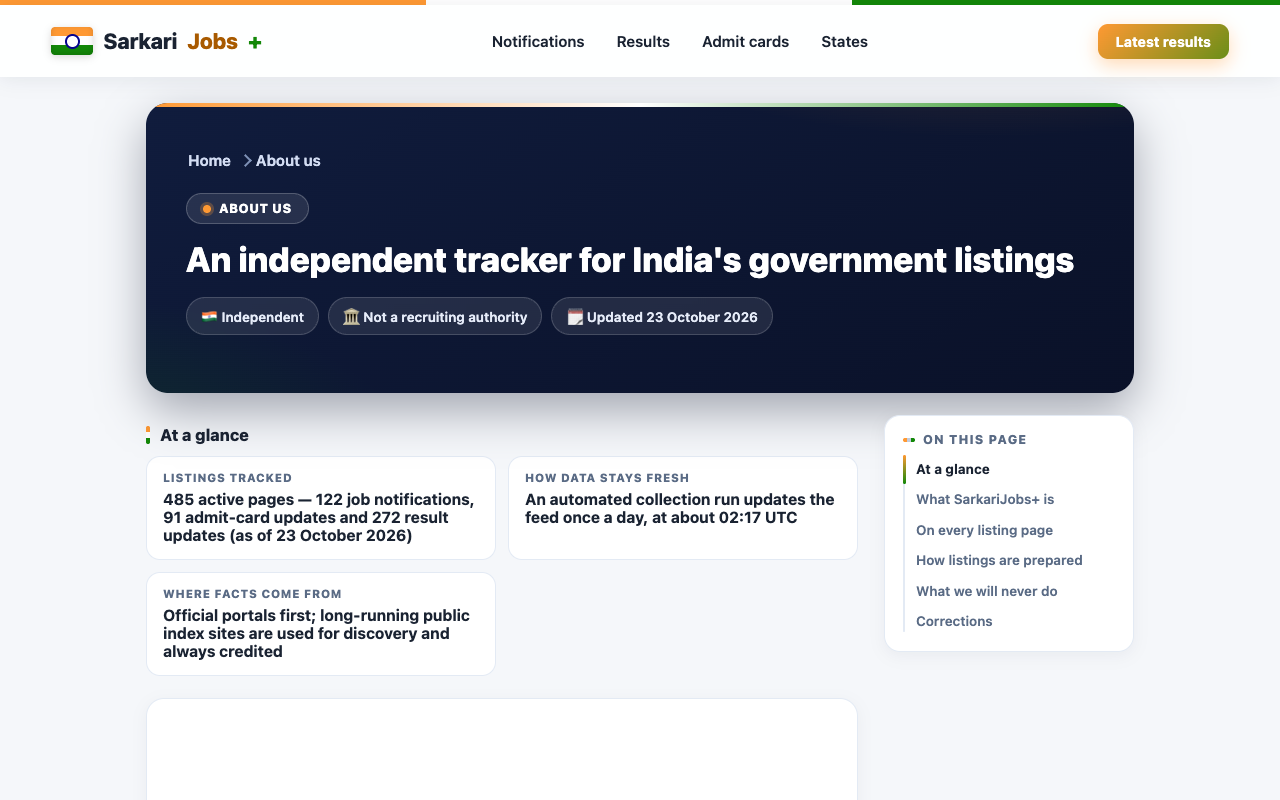 Sarkari Jobs +
Notifications
Results
Admit cards
States
Latest results
Home
About us
ABOUT US
An independent tracker for India's government listings
Independent
Not a recruiting authority
Updated 23 October 2026
At a glance
LISTINGS TRACKED
485 active pages — 122 job notifications,
91 admit-card updates and 272 result
updates (as of 23 October 2026)
HOW DATA STAYS FRESH
An automated collection run updates the
feed once a day, at about 02:17 UTC
WHERE FACTS COME FROM
Official portals first; long-running public
index sites are used for discovery and
always credited
ON THIS PAGE
At a glance
What SarkariJobs+ is
On every listing page
How listings are prepared
What we will never do
Corrections